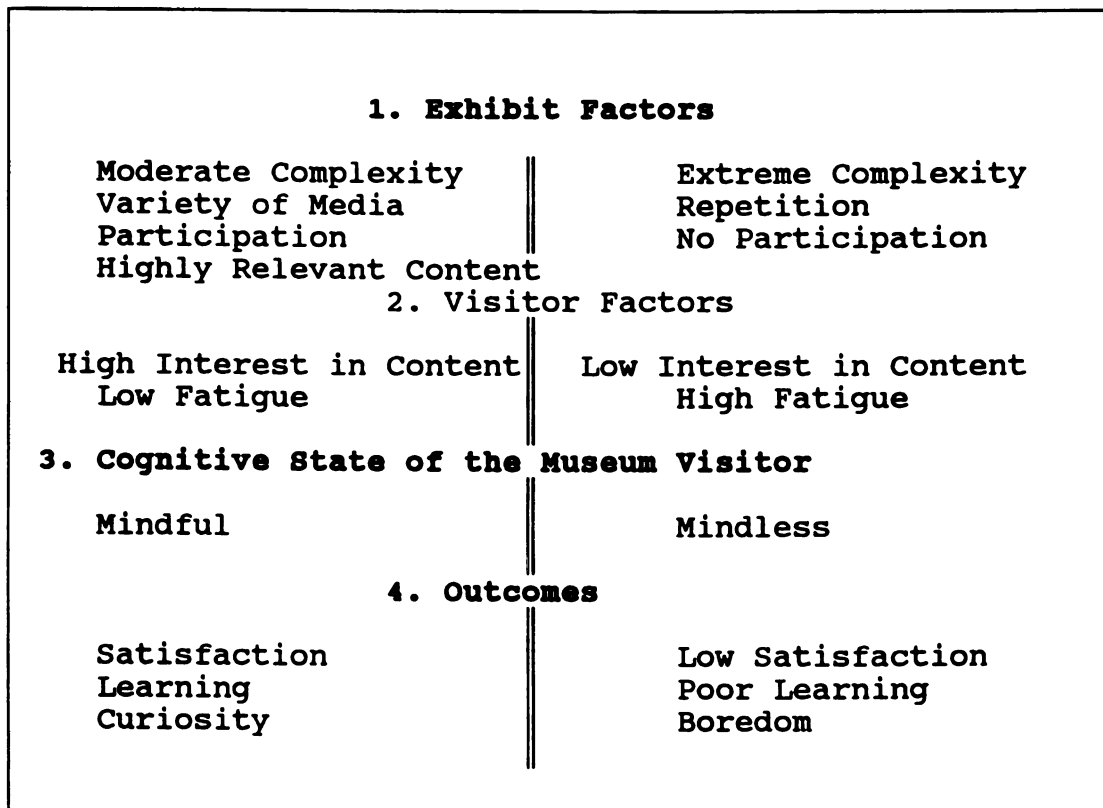 1. Exhibit Factors
Moderate Complexity Extreme Complexity
Variety of Media Repetition
Participation No Participation
Highly Relevant Content
2. Visitor Factors
High Interest in Content Low Interest in Content
Low Fatigue High Fatigue
3. Cognitive State of the Museum Visitor
Mindful Mindless
4. Outcomes
Satisfaction Low Satisfaction
Learning Poor Learning
Curiosity Boredom